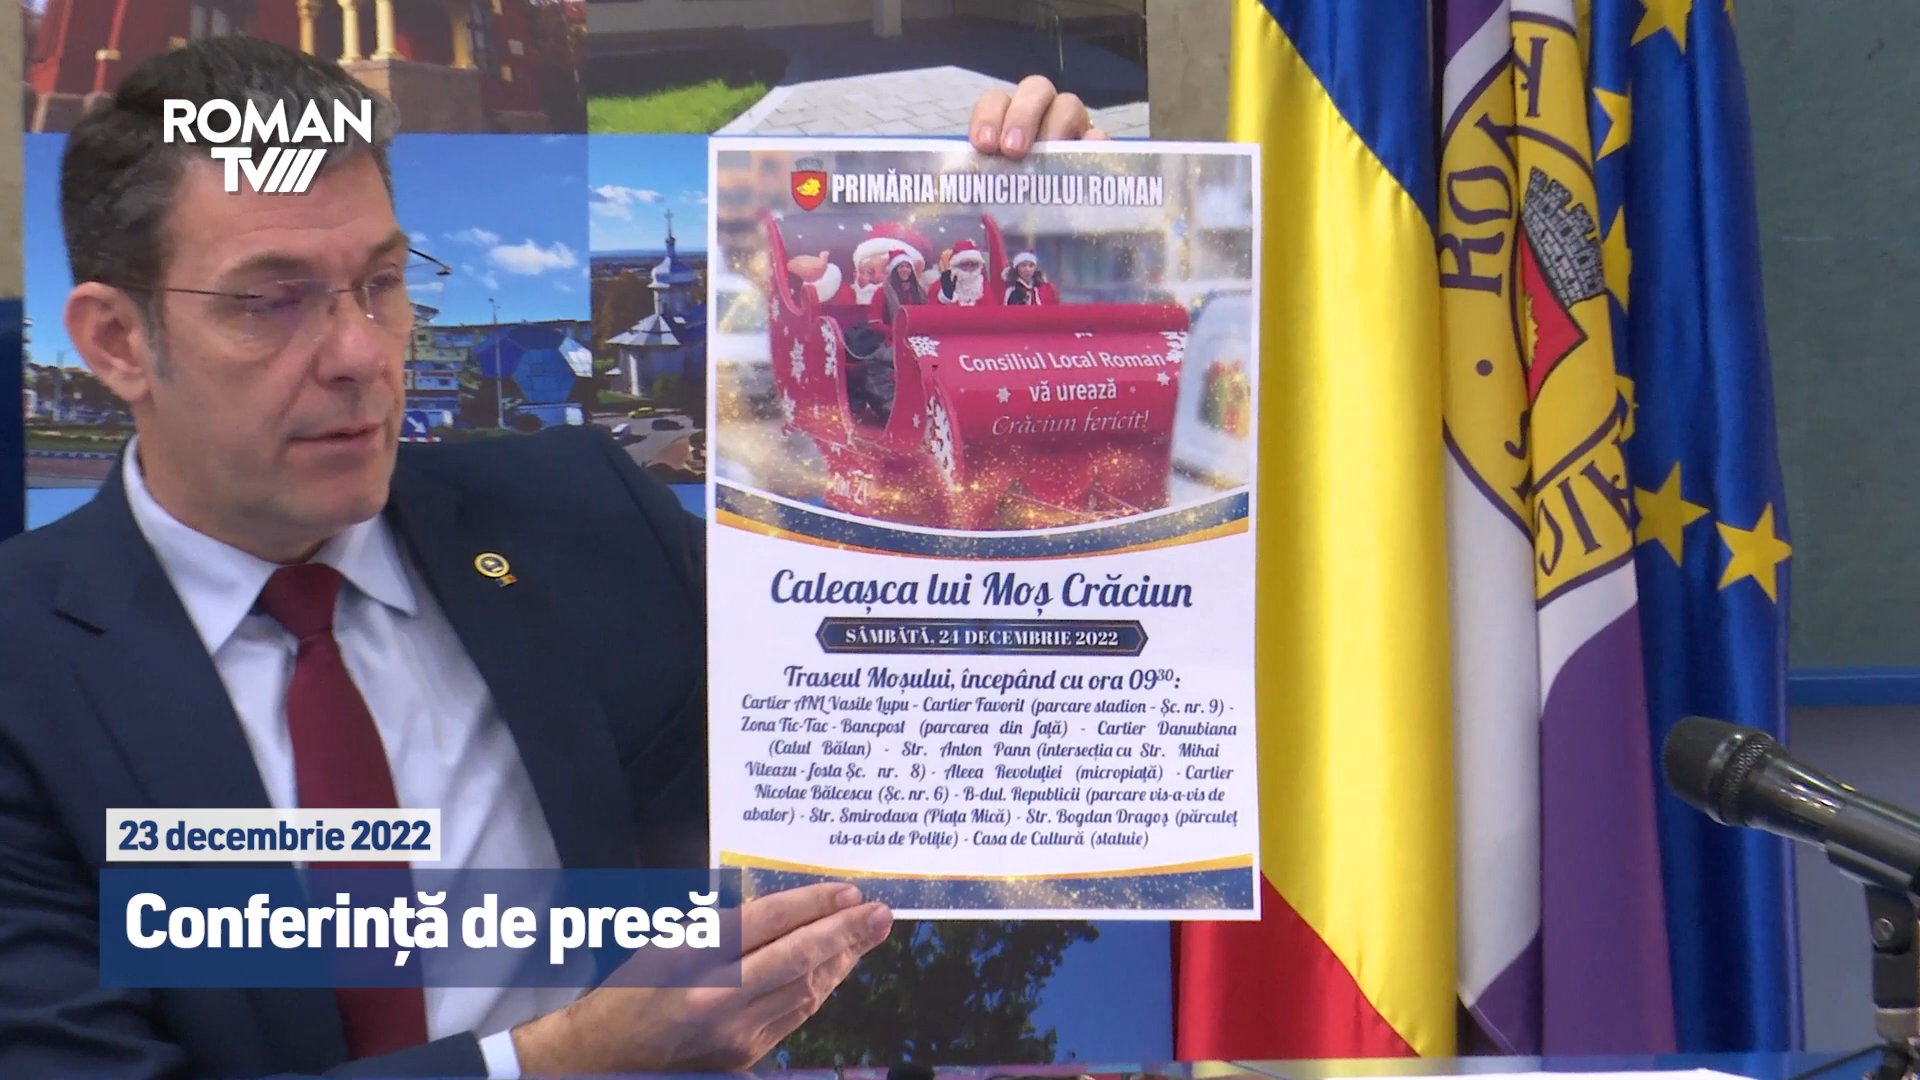 ROMAN
TV
PRIMĂRIA MUNICIPIULUI ROMAN
Consiliul Local Roman
vă urează
Crăciun fericit!
Caleașca lui Moș Crăciun
SÂMBĂTĂ, 24 DECEMBRIE 2022
Traseul Moșului, începând cu ora 09³⁰:
Cartier ANL Vasile Lupu - Cartier Favorit (parcare stadion - Șc. nr. 9) -
Zona Tic-Tac - Bancpost (parcarea din față) - Cartier Danubiana
(Calul Bălan) - Str. Anton Pann (intersecția cu Str. Mihai
Viteazu - fosta Șc. nr. 8) - Aleea Revoluției (micropiață) - Cartier
Nicolae Bălcescu (Șc. nr. 6) - B-dul. Republicii (parcare vis-a-vis de
abator) - Str. Smirodava (Piața Mică) - Str. Bogdan Dragoș (părculeț
vis-a-vis de Poliție) - Casa de Cultură (statuie)
23 decembrie 2022
Conferință de presă